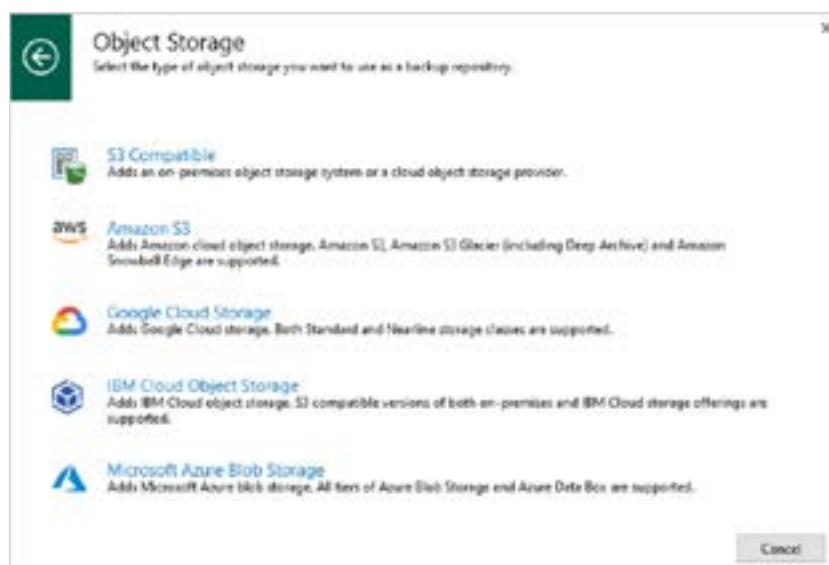 Object Storage
Select the type of object storage you want to use as a backup repository.
S3 Compatible
Adds an on-premises object storage system or a cloud object storage provider.
aws
Amazon S3
Adds Amazon cloud object storage. Amazon S3, Amazon S3 Glacier (including Deep Archive) and Amazon
Snowball Edge are supported.
Google Cloud Storage
Adds Google Cloud storage. Both Standard and Nearline storage classes are supported.
IBM Cloud Object Storage
Adds IBM Cloud object storage. S3 compatible versions of both on-premises and IBM Cloud storage offerings are
supported.
Microsoft Azure Blob Storage
Adds Microsoft Azure blob storage. All tiers of Azure Blob Storage and Azure Data Box are supported.
Cancel